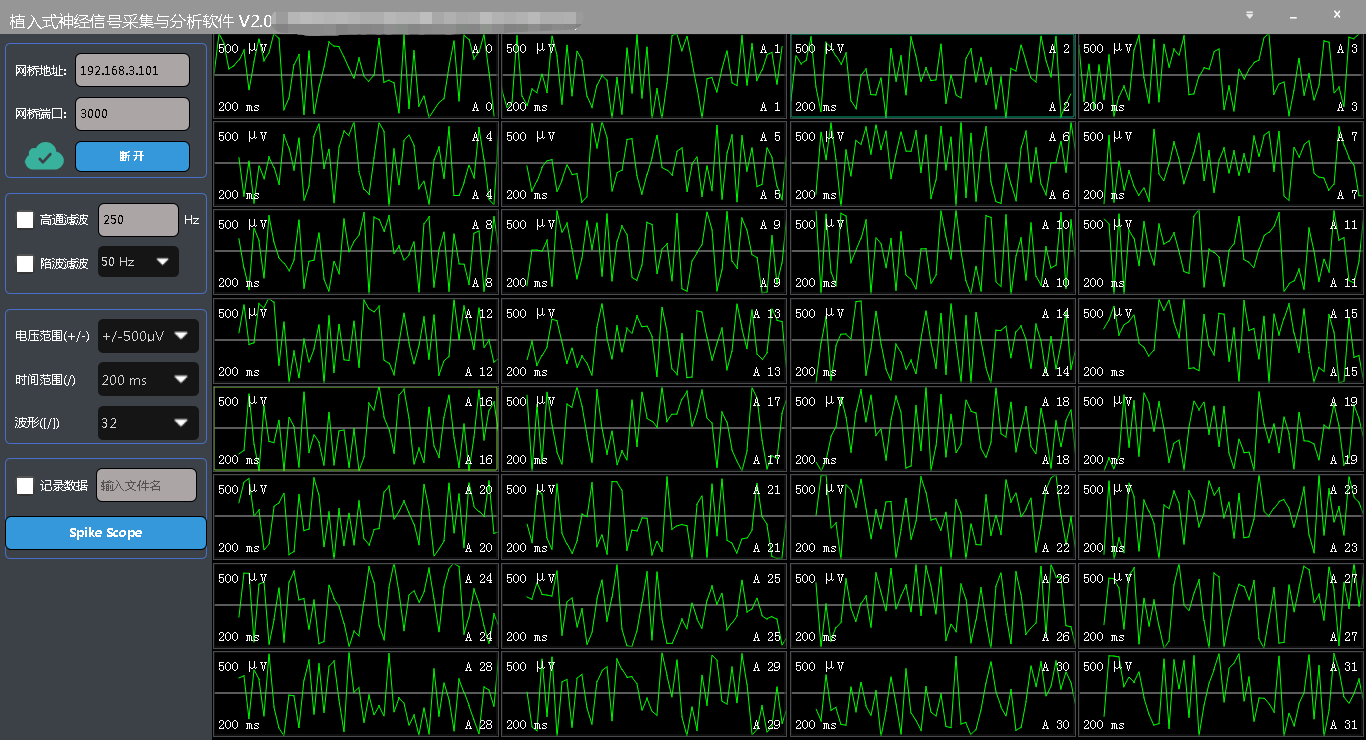 植入式神经信号采集与分析软件 V2.0
网桥地址: 192.168.3.101
网桥端口: 3000
断开
高通滤波 250 Hz
陷波滤波 50 Hz
电压范围(+/-) +/-500μV
时间范围(/) 200 ms
波形([/]) 32
记录数据 输入文件名
Spike Scope
500 μV A 0 500 μV A 1 500 μV A 2 500 μV A 3
200 ms A 0 200 ms A 1 200 ms A 2 200 ms A 3
500 μV A 4 500 μV A 5 500 μV A 6 500 μV A 7
200 ms A 4 200 ms A 5 200 ms A 6 200 ms A 7
500 μV A 8 500 μV A 9 500 μV A 10 500 μV A 11
200 ms A 8 200 ms A 9 200 ms A 10 200 ms A 11
500 μV A 12 500 μV A 13 500 μV A 14 500 μV A 15
200 ms A 12 200 ms A 13 200 ms A 14 200 ms A 15
500 μV A 16 500 μV A 17 500 μV A 18 500 μV A 19
200 ms A 16 200 ms A 17 200 ms A 18 200 ms A 19
500 μV A 20 500 μV A 21 500 μV A 22 500 μV A 23
200 ms A 20 200 ms A 21 200 ms A 22 200 ms A 23
500 μV A 24 500 μV A 25 500 μV A 26 500 μV A 27
200 ms A 24 200 ms A 25 200 ms A 26 200 ms A 27
500 μV A 28 500 μV A 29 500 μV A 30 500 μV A 31
200 ms A 28 200 ms A 29 200 ms A 30 200 ms A 31